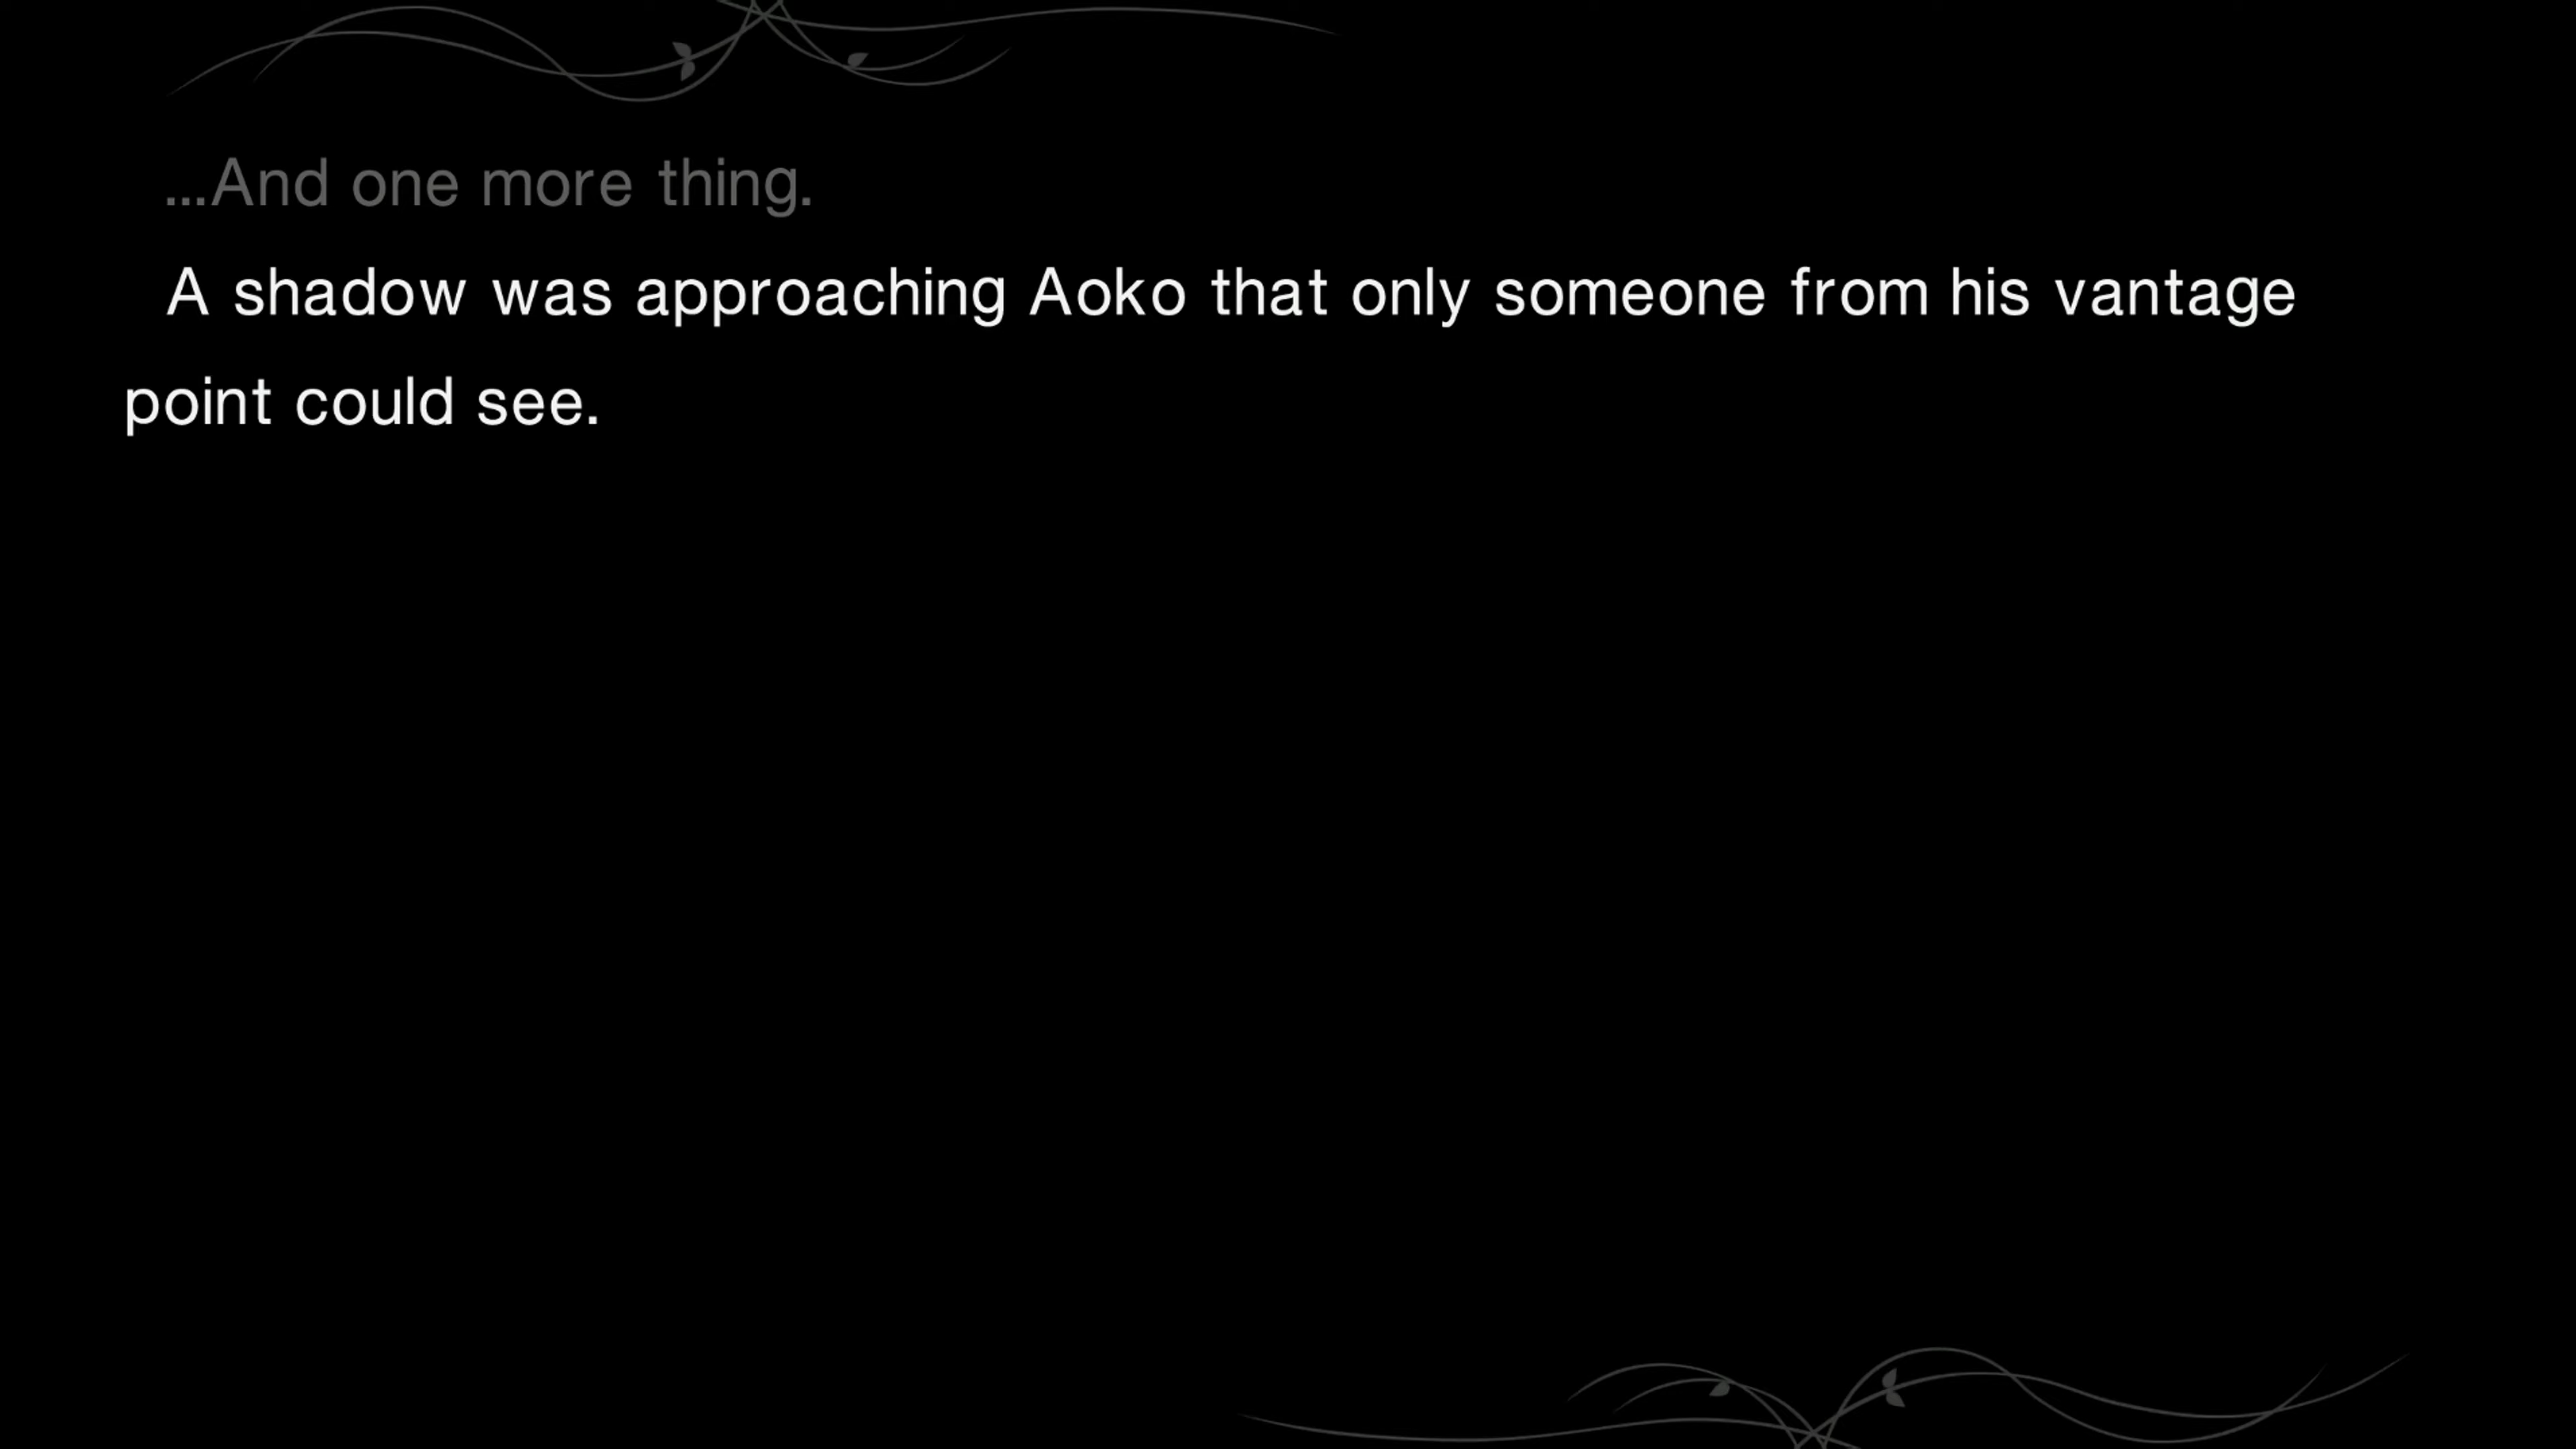 ...And one more thing.
A shadow was approaching Aoko that only someone from his vantage
point could see.